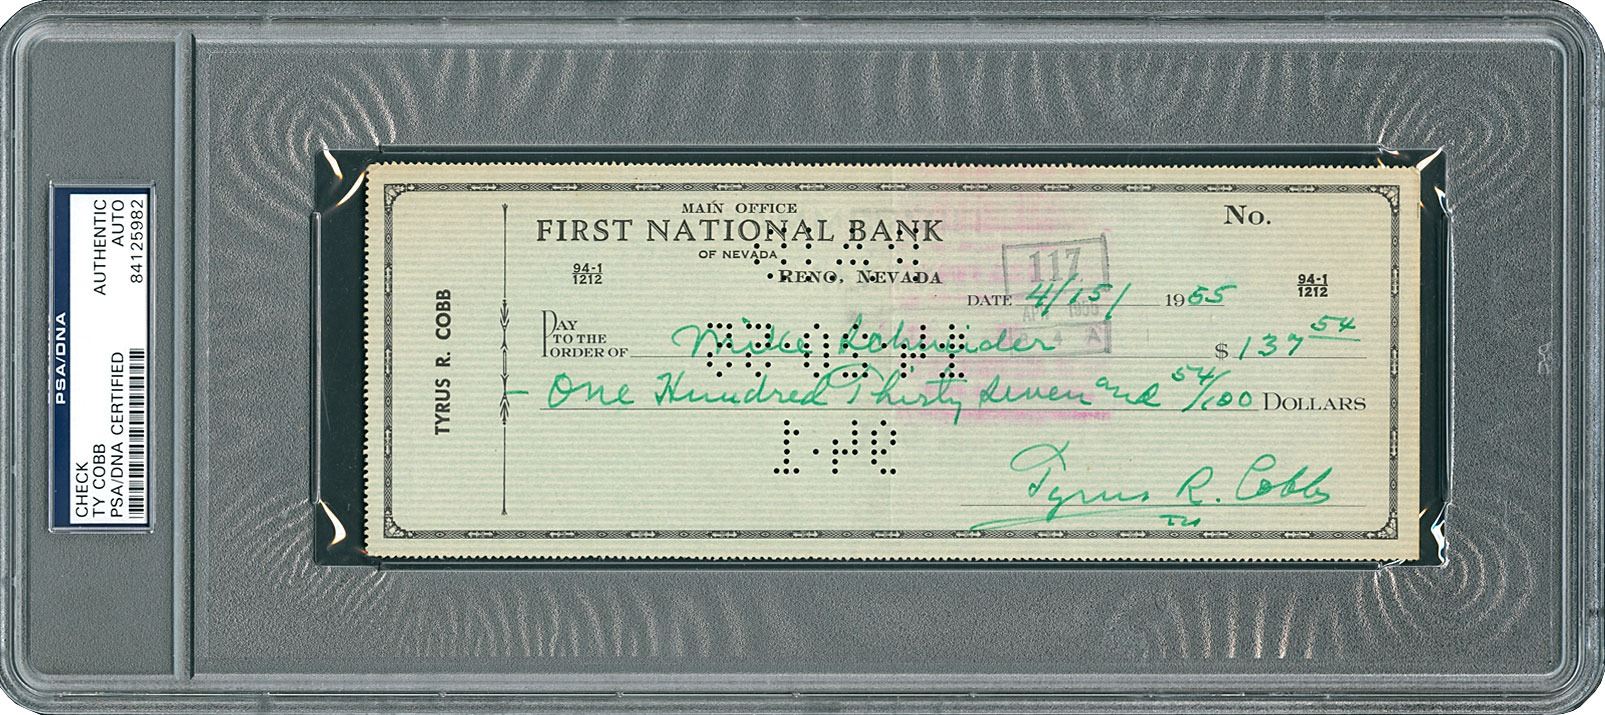 CHECK
TY COBB
PSA/DNA CERTIFIED
AUTHENTIC
AUTO
84125982
PSA/DNA
TYRUS R. COBB
MAIN OFFICE
FIRST NATIONAL BANK
OF NEVADA
RENO, NEVADA
No.
94-1
1212
94-1
1212
117
DATE 4/15/ 1955
PAY
TO THE
ORDER OF Mike Schneider $ 137 54
One Hundred Thirty Seven and 54/100 DOLLARS
Tyrus R. Cobb